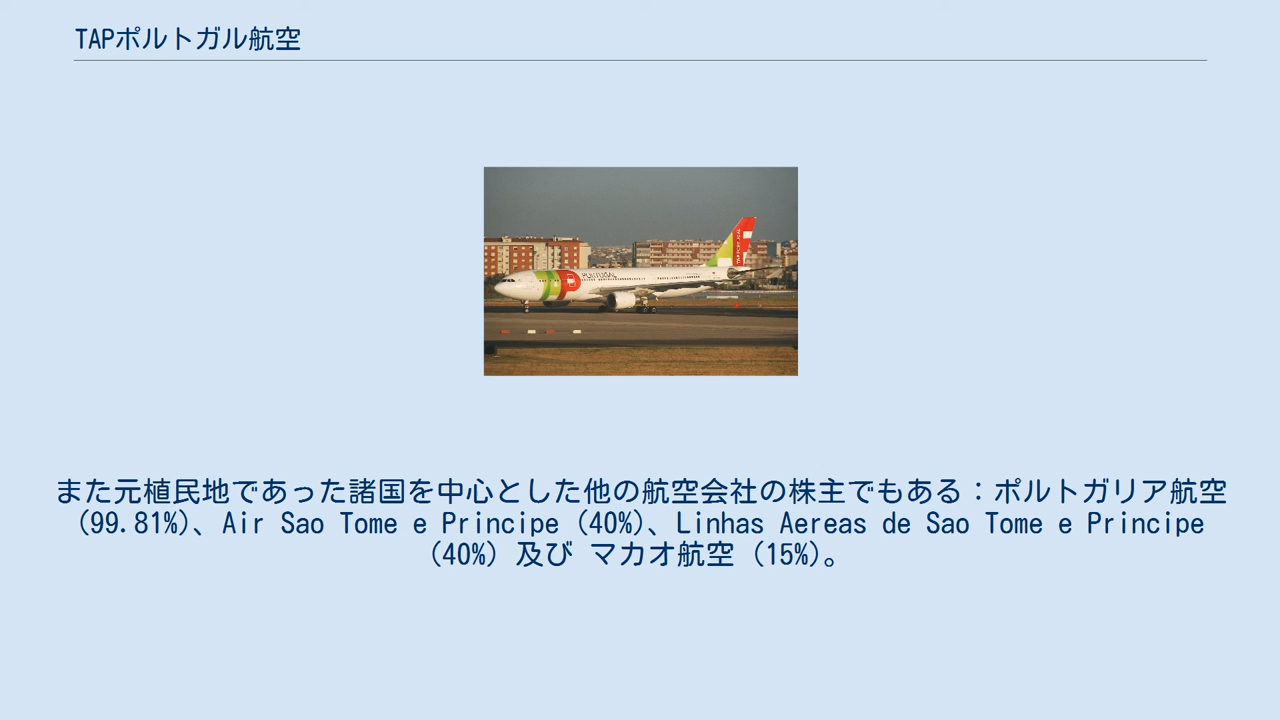 TAPポルトガル航空
PORTUGAL
TAP PORTUGAL
また元植民地であった諸国を中心とした他の航空会社の株主でもある：ポルトガリア航空
(99.81%)、Air Sao Tome e Principe (40%)、Linhas Aereas de Sao Tome e Principe
(40%) 及び マカオ航空 (15%)。